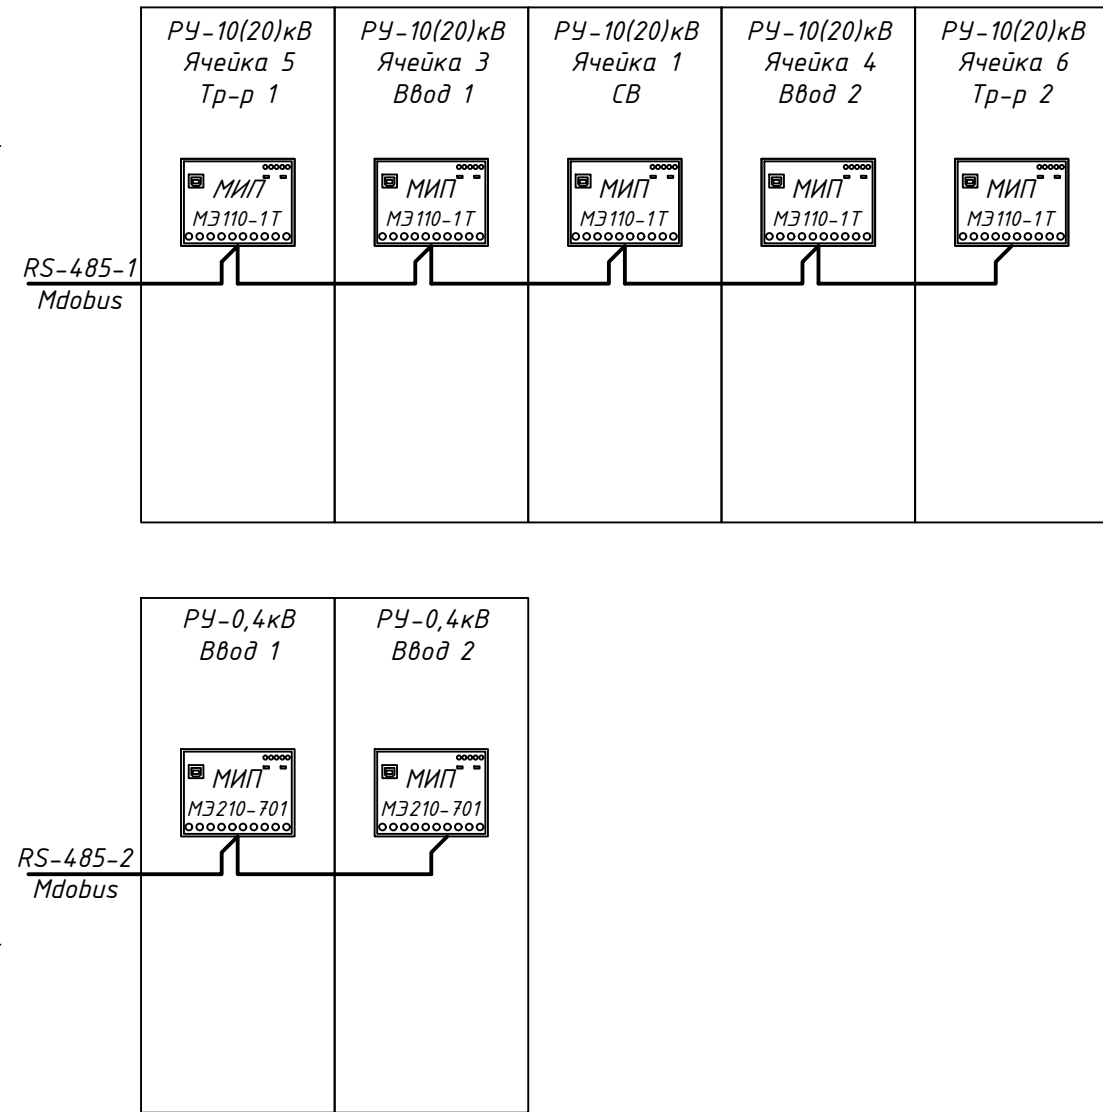 РУ-10(20)кВ
Ячейка 5
Тр-р 1
РУ-10(20)кВ
Ячейка 3
Ввод 1
РУ-10(20)кВ
Ячейка 1
СВ
РУ-10(20)кВ
Ячейка 4
Ввод 2
РУ-10(20)кВ
Ячейка 6
Тр-р 2
МИП
МЭ110-1Т
МИП
МЭ110-1Т
МИП
МЭ110-1Т
МИП
МЭ110-1Т
МИП
МЭ110-1Т
RS-485-1
Mdobus
РУ-0,4кВ
Ввод 1
РУ-0,4кВ
Ввод 2
МИП
МЭ210-701
МИП
МЭ210-701
RS-485-2
Mdobus